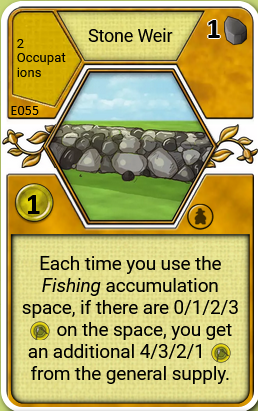 2
Occupat
ions
Stone Weir
1
E055
1
Each time you use the
Fishing accumulation
space, if there are 0/1/2/3
on the space, you get
an additional 4/3/2/1
from the general supply.